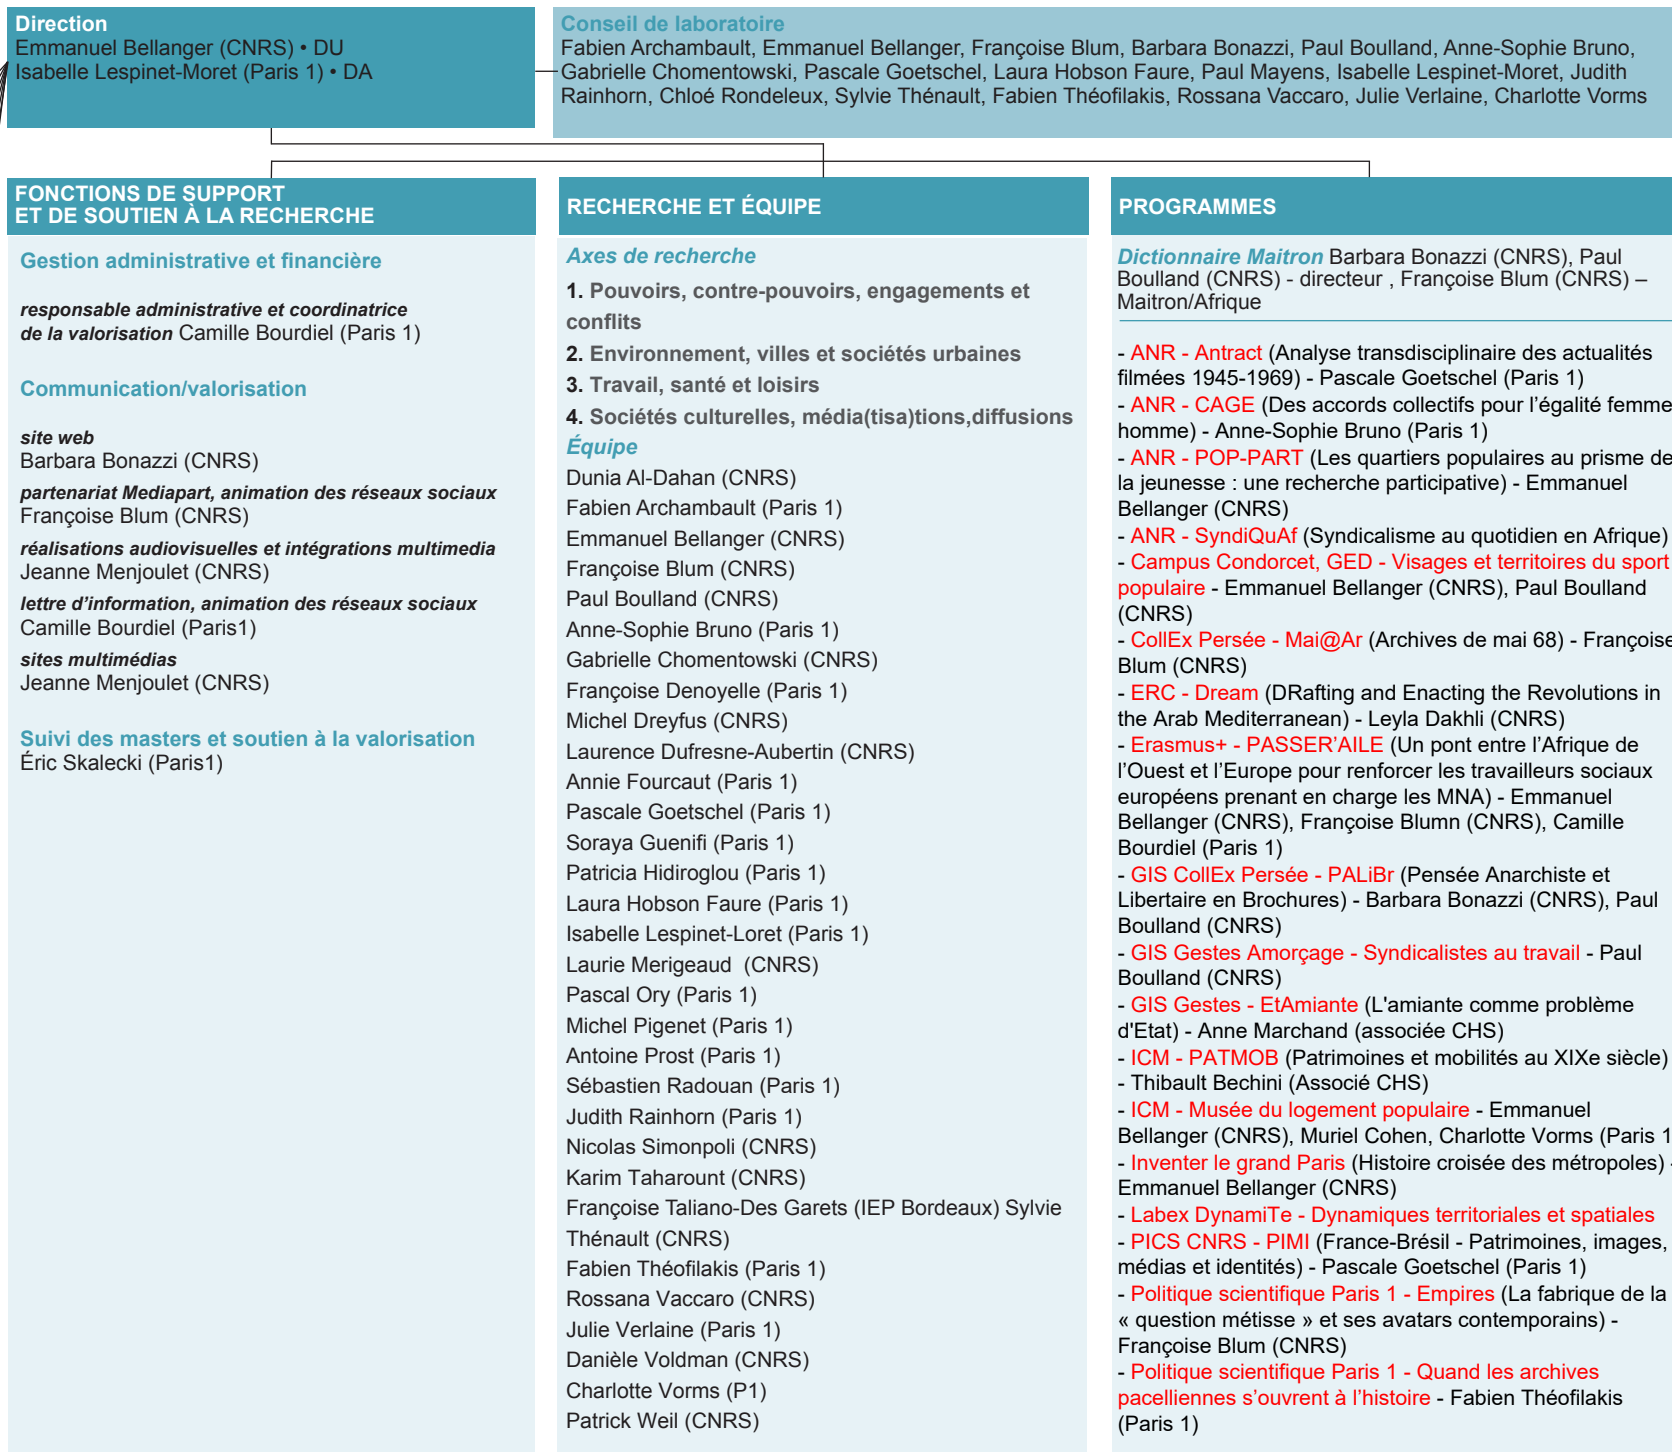 Direction
Emmanuel Bellanger (CNRS) • DU
Isabelle Lespinet-Moret (Paris 1) • DA
Conseil de laboratoire
Fabien Archambault, Emmanuel Bellanger, Françoise Blum, Barbara Bonazzi, Paul Boulland, Anne-Sophie Bruno,
Gabrielle Chomentowski, Pascale Goetschel, Laura Hobson Faure, Paul Mayens, Isabelle Lespinet-Moret, Judith
Rainhorn, Chloé Rondeleux, Sylvie Thénault, Fabien Théofilakis, Rossana Vaccaro, Julie Verlaine, Charlotte Vorms
FONCTIONS DE SUPPORT
ET DE SOUTIEN À LA RECHERCHE
Gestion administrative et financière
responsable administrative et coordinatrice
de la valorisation Camille Bourdiel (Paris 1)
Communication/valorisation
site web
Barbara Bonazzi (CNRS)
partenariat Mediapart, animation des réseaux sociaux
Françoise Blum (CNRS)
réalisations audiovisuelles et intégrations multimedia
Jeanne Menjoulet (CNRS)
lettre d'information, animation des réseaux sociaux
Camille Bourdiel (Paris1)
sites multimédias
Jeanne Menjoulet (CNRS)
Suivi des masters et soutien à la valorisation
Éric Skalecki (Paris1)
RECHERCHE ET ÉQUIPE
Axes de recherche
1. Pouvoirs, contre-pouvoirs, engagements et
conflits
2. Environnement, villes et sociétés urbaines
3. Travail, santé et loisirs
4. Sociétés culturelles, média(tisa)tions,diffusions
Équipe
Dunia Al-Dahan (CNRS)
Fabien Archambault (Paris 1)
Emmanuel Bellanger (CNRS)
Françoise Blum (CNRS)
Paul Boulland (CNRS)
Anne-Sophie Bruno (Paris 1)
Gabrielle Chomentowski (CNRS)
Françoise Denoyelle (Paris 1)
Michel Dreyfus (CNRS)
Laurence Dufresne-Aubertin (CNRS)
Annie Fourcaut (Paris 1)
Pascale Goetschel (Paris 1)
Soraya Guenifi (Paris 1)
Patricia Hidiroglou (Paris 1)
Laura Hobson Faure (Paris 1)
Isabelle Lespinet-Loret (Paris 1)
Laurie Merigeaud (CNRS)
Pascal Ory (Paris 1)
Michel Pigenet (Paris 1)
Antoine Prost (Paris 1)
Sébastien Radouan (Paris 1)
Judith Rainhorn (Paris 1)
Nicolas Simonpoli (CNRS)
Karim Taharount (CNRS)
Françoise Taliano-Des Garets (IEP Bordeaux) Sylvie
Thénault (CNRS)
Fabien Théofilakis (Paris 1)
Rossana Vaccaro (CNRS)
Julie Verlaine (Paris 1)
Danièle Voldman (CNRS)
Charlotte Vorms (P1)
Patrick Weil (CNRS)
PROGRAMMES
Dictionnaire Maitron Barbara Bonazzi (CNRS), Paul
Boulland (CNRS) - directeur , Françoise Blum (CNRS) –
Maitron/Afrique
- ANR - Antract (Analyse transdisciplinaire des actualités
filmées 1945-1969) - Pascale Goetschel (Paris 1)
- ANR - CAGE (Des accords collectifs pour l'égalité femme
homme) - Anne-Sophie Bruno (Paris 1)
- ANR - POP-PART (Les quartiers populaires au prisme de
la jeunesse : une recherche participative) - Emmanuel
Bellanger (CNRS)
- ANR - SyndiQuAf (Syndicalisme au quotidien en Afrique)
- Campus Condorcet, GED - Visages et territoires du sport
populaire - Emmanuel Bellanger (CNRS), Paul Boulland
(CNRS)
- CollEx Persée - Mai@Ar (Archives de mai 68) - Françoise
Blum (CNRS)
- ERC - Dream (DRafting and Enacting the Revolutions in
the Arab Mediterranean) - Leyla Dakhli (CNRS)
- Erasmus+ - PASSER'AILE (Un pont entre l'Afrique de
l'Ouest et l'Europe pour renforcer les travailleurs sociaux
européens prenant en charge les MNA) - Emmanuel
Bellanger (CNRS), Françoise Blumn (CNRS), Camille
Bourdiel (Paris 1)
- GIS CollEx Persée - PALiBr (Pensée Anarchiste et
Libertaire en Brochures) - Barbara Bonazzi (CNRS), Paul
Boulland (CNRS)
- GIS Gestes Amorçage - Syndicalistes au travail - Paul
Boulland (CNRS)
- GIS Gestes - EtAmiante (L'amiante comme problème
d'Etat) - Anne Marchand (associée CHS)
- ICM - PATMOB (Patrimoines et mobilités au XIXe siècle)
- Thibault Bechini (Associé CHS)
- ICM - Musée du logement populaire - Emmanuel
Bellanger (CNRS), Muriel Cohen, Charlotte Vorms (Paris 1
- Inventer le grand Paris (Histoire croisée des métropoles) -
Emmanuel Bellanger (CNRS)
- Labex DynamiTe - Dynamiques territoriales et spatiales
- PICS CNRS - PIMI (France-Brésil - Patrimoines, images,
médias et identités) - Pascale Goetschel (Paris 1)
- Politique scientifique Paris 1 - Empires (La fabrique de la
« question métisse » et ses avatars contemporains) -
Françoise Blum (CNRS)
- Politique scientifique Paris 1 - Quand les archives
pacelliennes s'ouvrent à l'histoire - Fabien Théofilakis
(Paris 1)